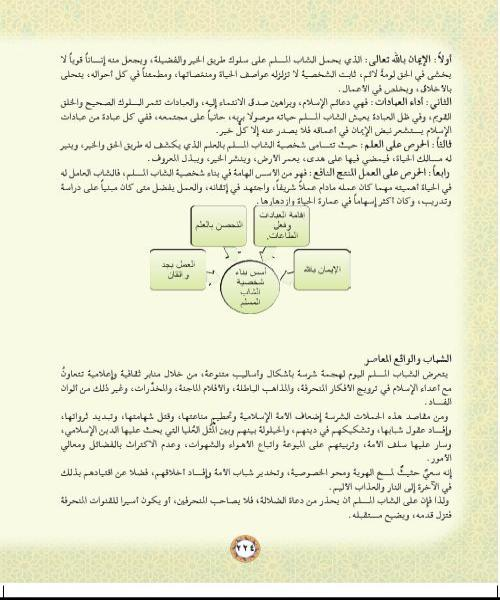 أولاً: الإيمان بالله تعالى: الذي يحمل الشاب المسلم على سلوك طريق الخير والفضيلة، ويجعل منه إنساناً قوياً لا
يخشى في الحق لومة لائم، ثابت الشخصية لا تزلزله عواصف الحياة ومنغصاتها، ومطمئناً في كل أحواله، يتحلى
بالأخلاق، ويخلص في الأعمال.
الثاني: أداء العبادات: فهي دعائم الإسلام، وبراهين صدق الانتماء إليه، والعبادات تثمر السلوك الصحيح والخلق
القويم، وفي ظل العبادة يعيش الشاب المسلم حياته موصولاً بربه، حانياً على مجتمعه، ففي كل عبادة من عبادات
الإسلام يستشعر نبض الإيمان في أعماقه فلا يصدر عنه إلا كل خير.
ثالثاً: الحرص على العلم: حيث تتسامى شخصية الشاب المسلم بالعلم الذي يكشف له طريق الحق والخير، وينير
له مسالك الحياة، فيمضي فيها على هدى، يعمر الأرض، وينشر الخير، ويبذل المعروف.
رابعاً: الحرص على العمل المنتج النافع: فهو من الأسس الهامة في بناء شخصية الشاب المسلم، فالشاب العامل له
في الحياة أهميته مهما كان عمله مادام عملاً شريفاً، واجتهد في إتقانه، والعمل يفضل متى كان مبنياً على دراسة
وتدريب، وكان أكثر إسهاماً في عمارة الحياة وازدهارها.
إقامة العبادات
وفعل
الطاعات.
التحصن بالعلم
الإيمان بالله
العمل بجد
وإتقان
أسس بناء
شخصية
الشاب
المسلم
الشباب والواقع المعاصر
يتعرض الشباب المسلم اليوم لهجمة شرسة بأشكال وأساليب متنوعة، من خلال منابر ثقافية وإعلامية تتعاون
مع أعداء الإسلام في ترويج الأفكار المنحرفة، والمذاهب الباطلة، والأفلام الماجنة، والمخدرات، وغير ذلك من ألوان
الفساد.
ومن مقاصد هذه الحملات الشرسة إضعاف الأمة الإسلامية وتحطيم مناعتها، وقتل شهامتها، وتبديد ثرواتها،
وإفساد عقول شبابها، وتشكيكهم في دينهم، والحيلولة بينهم وبين المُثل العُليا التي يحث عليها الدين الإسلامي،
وسار عليها سلف الأمة، وتربيتهم على الميوعة واتباع الأهواء والشهوات، وعدم الاكتراث بالفضائل ومعالي
الأمور.
إنه سعيٌ حثيثٌ لمسخ الهوية ومحو الخصوصية، وتخدير شباب الأمة وإفساد أخلاقهم، فضلا عن اقتيادهم بذلك
في الآخرة إلى النار والعذاب الأليم.
ولذا فإن على الشاب المسلم أن يحذر من دعاة الضلالة، فلا يصاحب المنحرفين، أو يكون أسيرا للقنوات المنحرفة
فتزل قدمه، ويضيع مستقبله.
٢٢٤